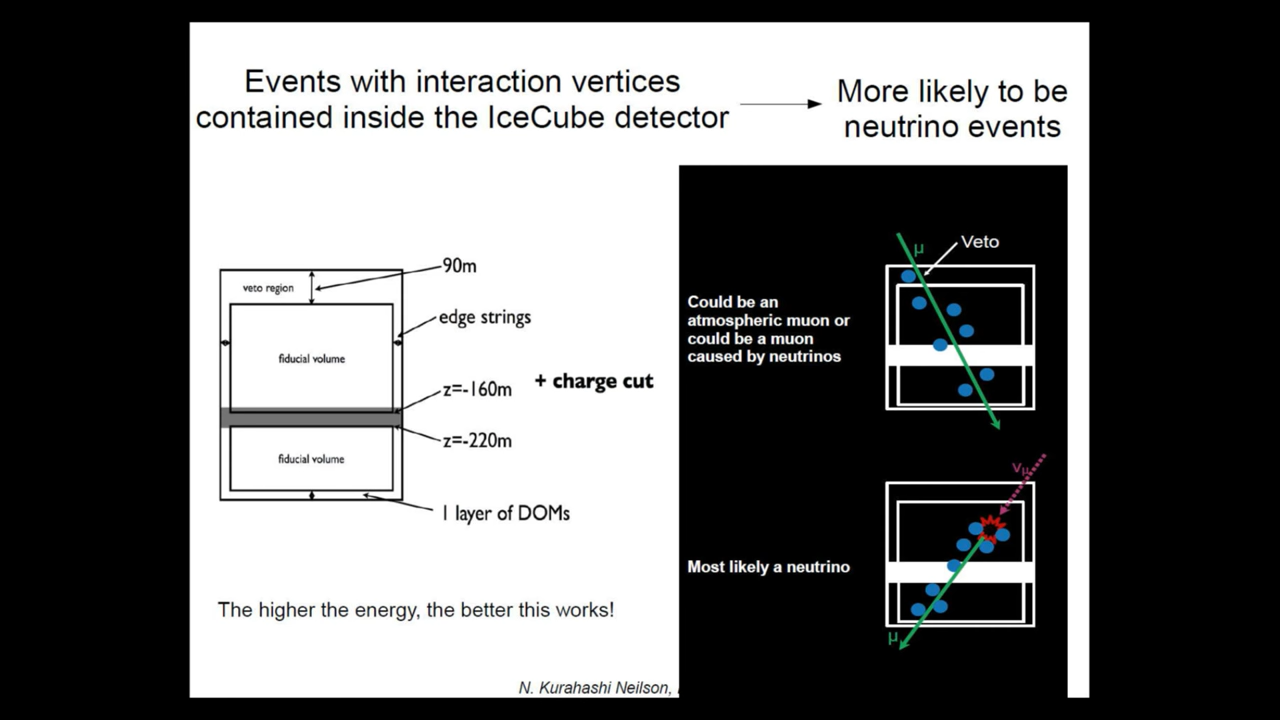 Events with interaction vertices
contained inside the IceCube detector
More likely to be
neutrino events
90m
veto region
edge strings
fiducial volume
z=-160m
+ charge cut
z=-220m
fiducial volume
1 layer of DOMs
The higher the energy, the better this works!
μ
Veto
Could be an
atmospheric muon or
could be a muon
caused by neutrinos
νμ
Most likely a neutrino
μ
N. Kurahashi Neilson,